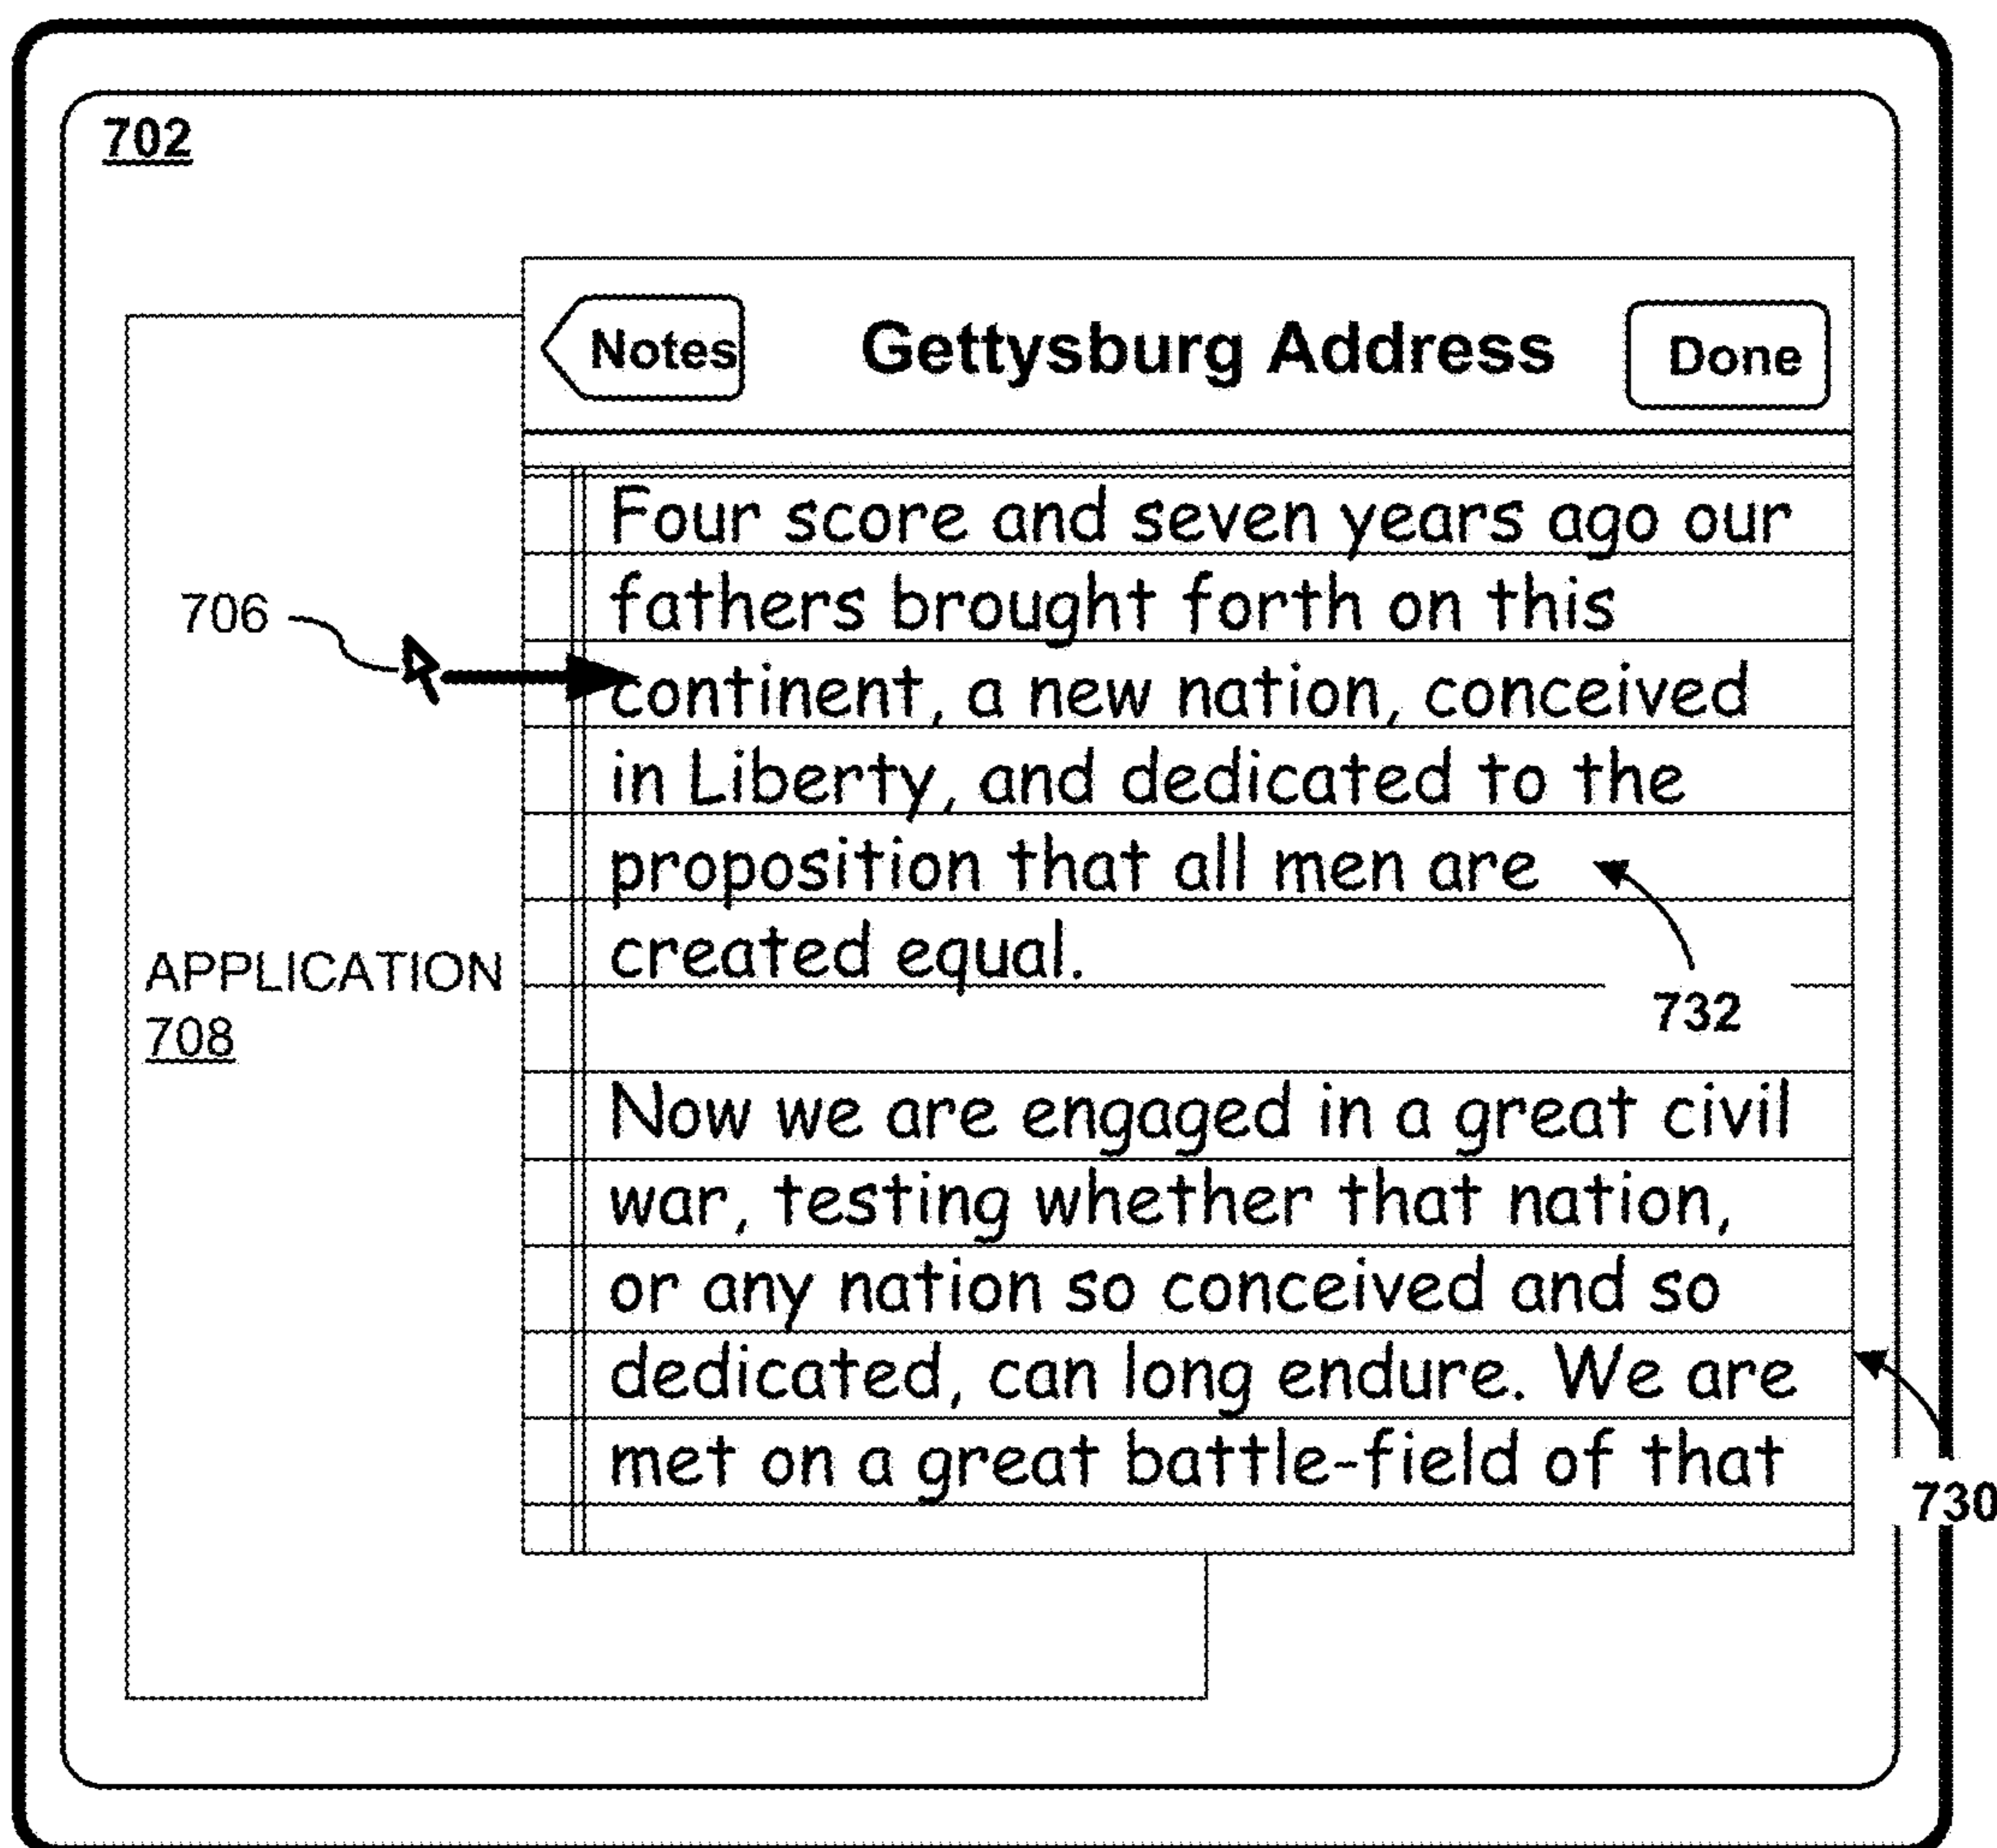 702
Notes
Gettysburg Address
Done
Four score and seven years ago our
fathers brought forth on this
706
continent, a new nation, conceived
in Liberty, and dedicated to the
proposition that all men are
created equal.
APPLICATION
708
732
Now we are engaged in a great civil
war, testing whether that nation,
or any nation so conceived and so
dedicated, can long endure. We are
met on a great battle-field of that
730